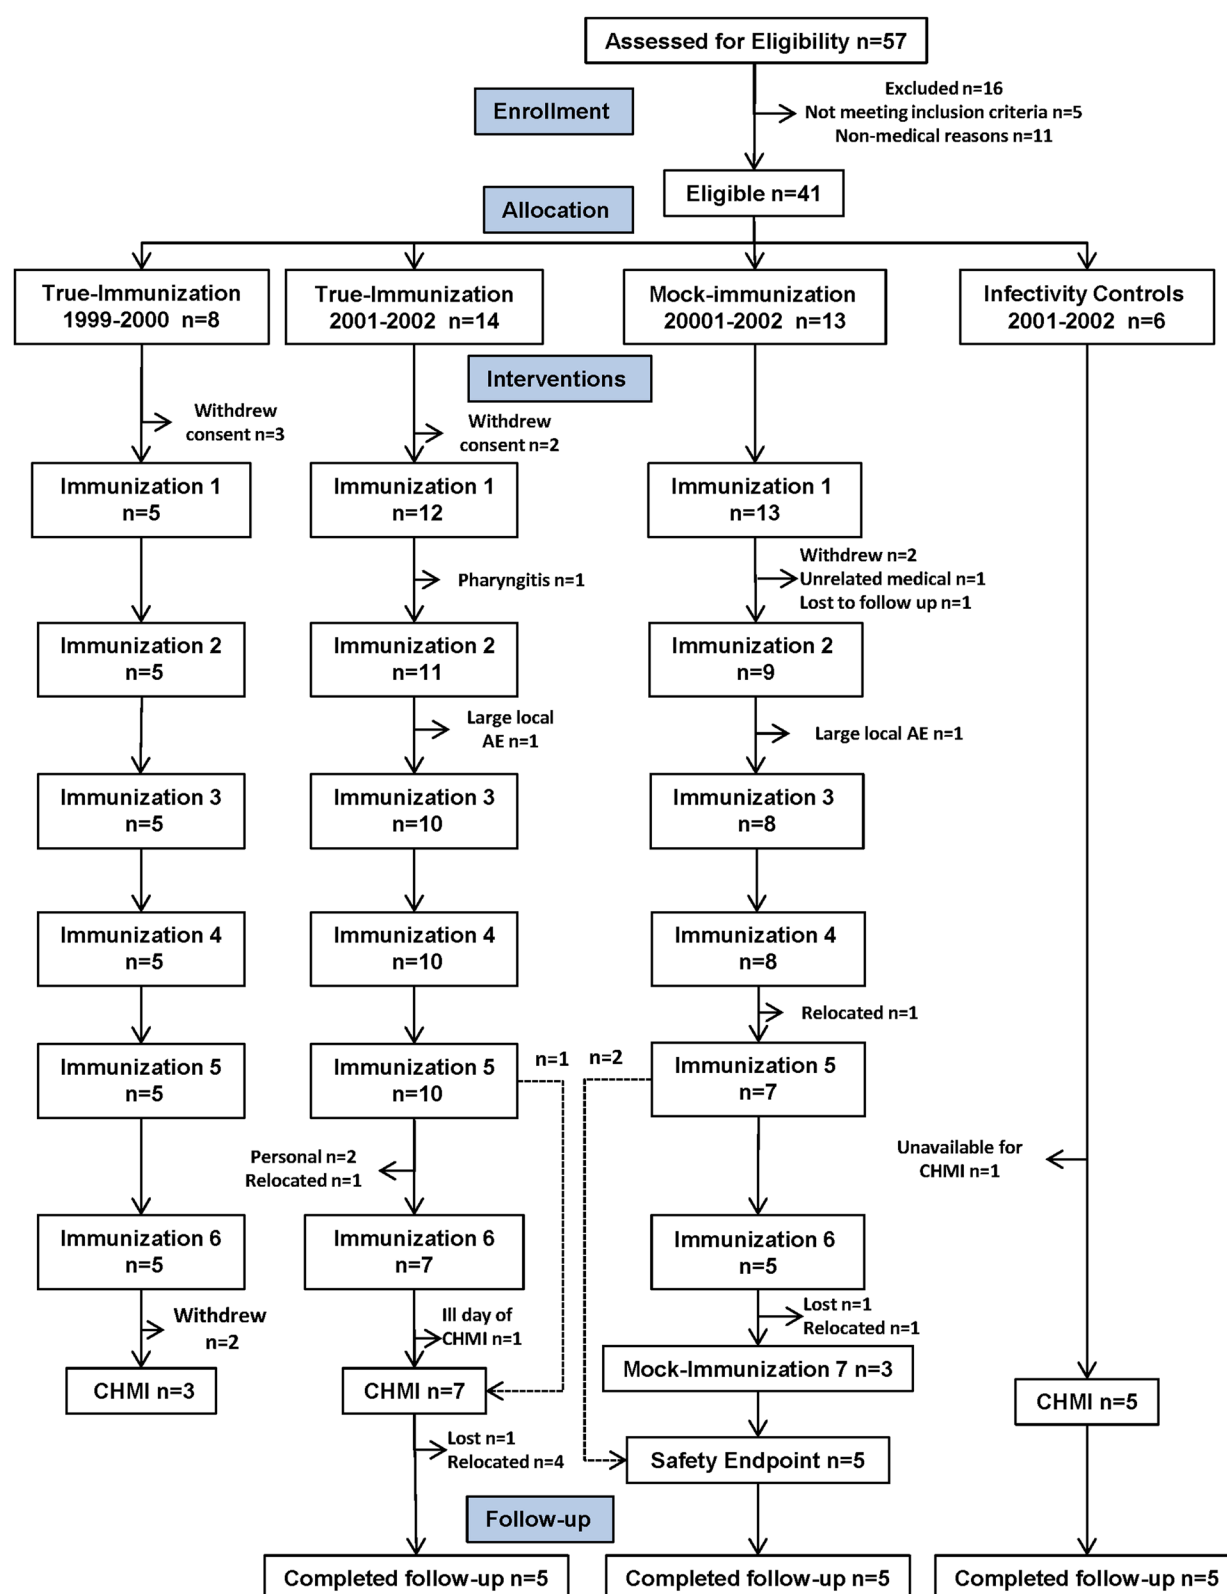 Assessed for Eligibility n=57
Excluded n=16
Not meeting inclusion criteria n=5
Non-medical reasons n=11
Enrollment
Eligible n=41
Allocation
True-Immunization
1999-2000 n=8
True-Immunization
2001-2002 n=14
Mock-immunization
20001-2002 n=13
Infectivity Controls
2001-2002 n=6
Interventions
Withdrew
consent n=3
Withdrew
consent n=2
Immunization 1
n=5
Immunization 1
n=12
Immunization 1
n=13
Pharyngitis n=1
Withdrew n=2
Unrelated medical n=1
Lost to follow up n=1
Immunization 2
n=5
Immunization 2
n=11
Immunization 2
n=9
Large local
AE n=1
Large local AE n=1
Immunization 3
n=5
Immunization 3
n=10
Immunization 3
n=8
Immunization 4
n=5
Immunization 4
n=10
Immunization 4
n=8
Relocated n=1
Immunization 5
n=5
Immunization 5
n=10
n=1
n=2
Immunization 5
n=7
Personal n=2
Relocated n=1
Unavailable for
CHMI n=1
Immunization 6
n=5
Immunization 6
n=7
Immunization 6
n=5
Withdrew
n=2
Ill day of
CHMI n=1
Lost n=1
Relocated n=1
Mock-Immunization 7 n=3
CHMI n=3
CHMI n=7
CHMI n=5
Lost n=1
Relocated n=4
Safety Endpoint n=5
Follow-up
Completed follow-up n=5
Completed follow-up n=5
Completed follow-up n=5